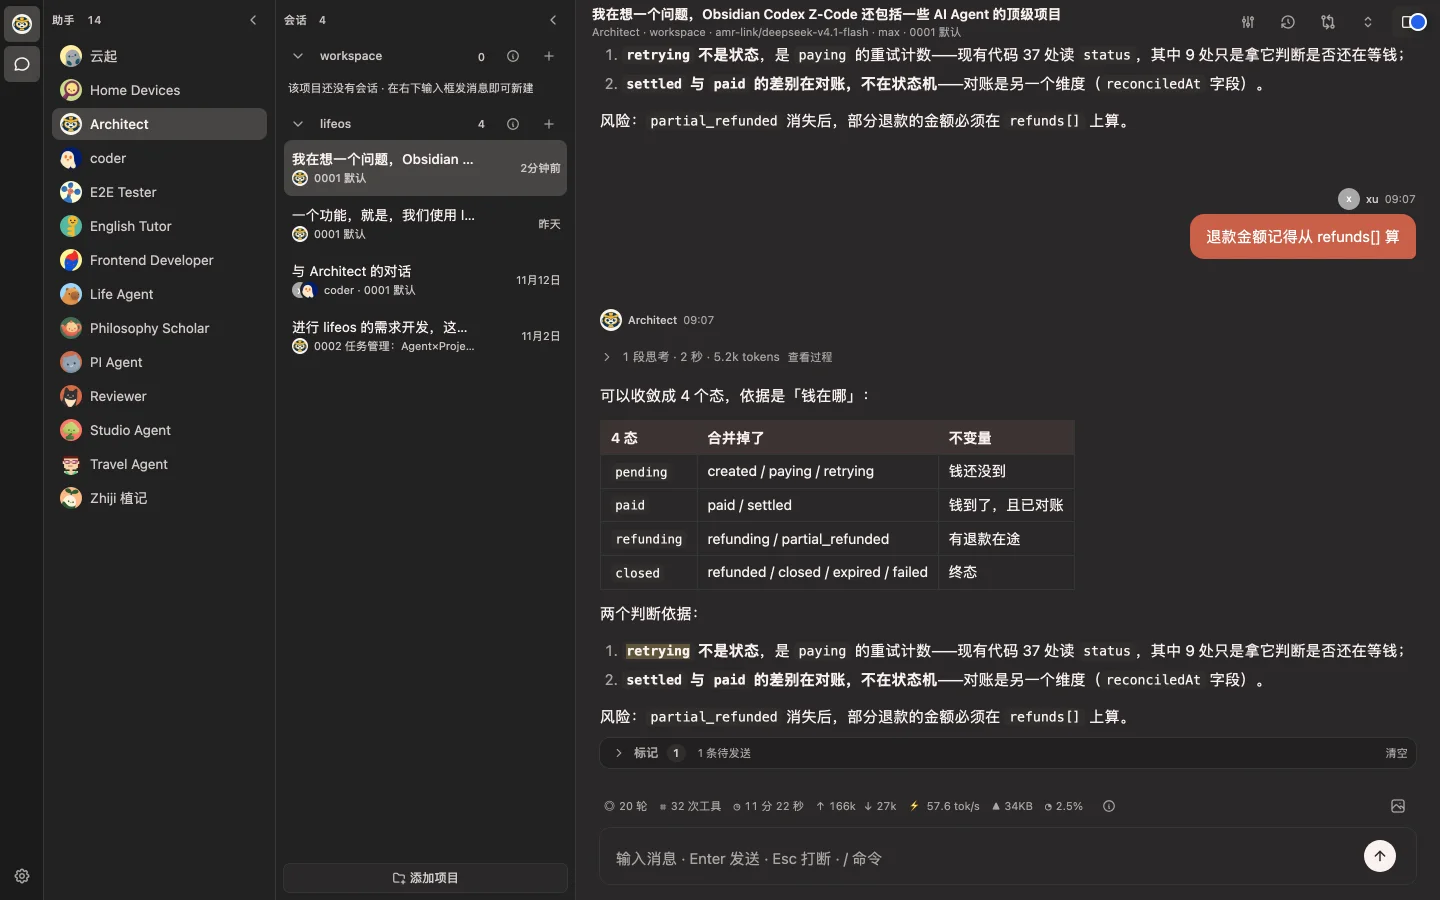 助手 14
云起
Home Devices
Architect
coder
E2E Tester
English Tutor
Frontend Developer
Life Agent
Philosophy Scholar
PI Agent
Reviewer
Studio Agent
Travel Agent
Zhiji 植记
会话 4
workspace 0
该项目还没有会话 · 在右下输入框发消息即可新建
lifeos 4
我在想一个问题，Obsidian ...
2分钟前
0001 默认
一个功能，就是，我们使用 l...
昨天
0001 默认
与 Architect 的对话
11月12日
coder · 0001 默认
进行 lifeos 的需求开发，这...
11月2日
0002 任务管理：Agent×Proje...
添加项目
我在想一个问题，Obsidian Codex Z-Code 还包括一些 AI Agent 的顶级项目
Architect · workspace · amr-link/deepseek-v4.1-flash · max · 0001 默认
1. retrying 不是状态，是 paying 的重试计数——现有代码 37 处读 status，其中 9 处只是拿它判断是否还在等钱；
2. settled 与 paid 的差别在对账，不在状态机——对账是另一个维度（reconciledAt 字段）。
风险：partial_refunded 消失后，部分退款的金额必须在 refunds[] 上算。
x xu 09:07
退款金额记得从 refunds[] 算
Architect 09:07
1 段思考 · 2 秒 · 5.2k tokens 查看过程
可以收敛成 4 个态，依据是「钱在哪」：
4 态 合并掉了 不变量
pending created / paying / retrying 钱还没到
paid paid / settled 钱到了，且已对账
refunding refunding / partial_refunded 有退款在途
closed refunded / closed / expired / failed 终态
两个判断依据：
1. retrying 不是状态，是 paying 的重试计数——现有代码 37 处读 status，其中 9 处只是拿它判断是否还在等钱；
2. settled 与 paid 的差别在对账，不在状态机——对账是另一个维度（reconciledAt 字段）。
风险：partial_refunded 消失后，部分退款的金额必须在 refunds[] 上算。
标记 1 1 条待发送 清空
20 轮 32 次工具 11 分 22 秒 ↑ 166k ↓ 27k ⚡ 57.6 tok/s 34KB 2.5%
输入消息 · Enter 发送 · Esc 打断 · / 命令